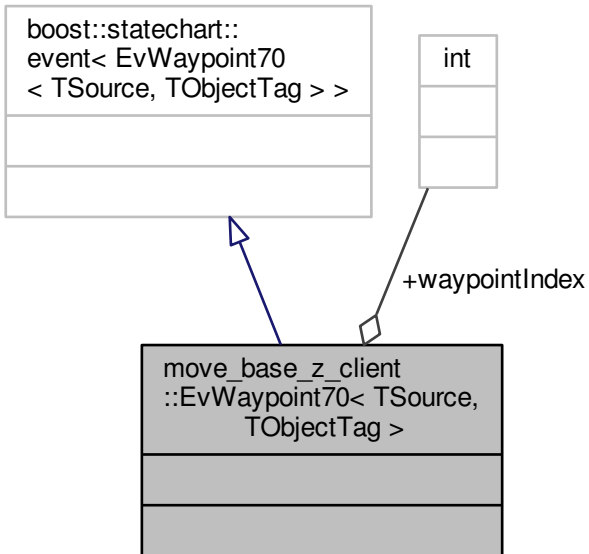 boost::statechart::
event< EvWaypoint70
< TSource, TObjectTag > >
int
+waypointIndex
move_base_z_client
::EvWaypoint70< TSource,
TObjectTag >